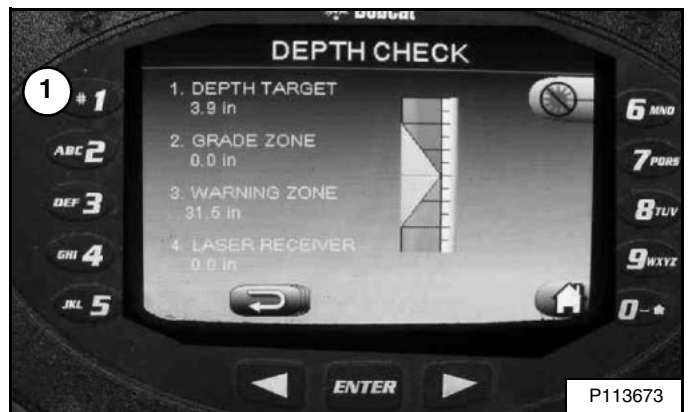 Bobcat
DEPTH CHECK
1
# 1
1. DEPTH TARGET
3.9 in
6 MNO
ABC 2
2. GRADE ZONE
0.0 in
7 PQRS
DEF 3
3. WARNING ZONE
31.5 in
8 TUV
GHI 4
4. LASER RECEIVER
0.0 in
9 WXYZ
JKL 5
0-*
ENTER
P113673